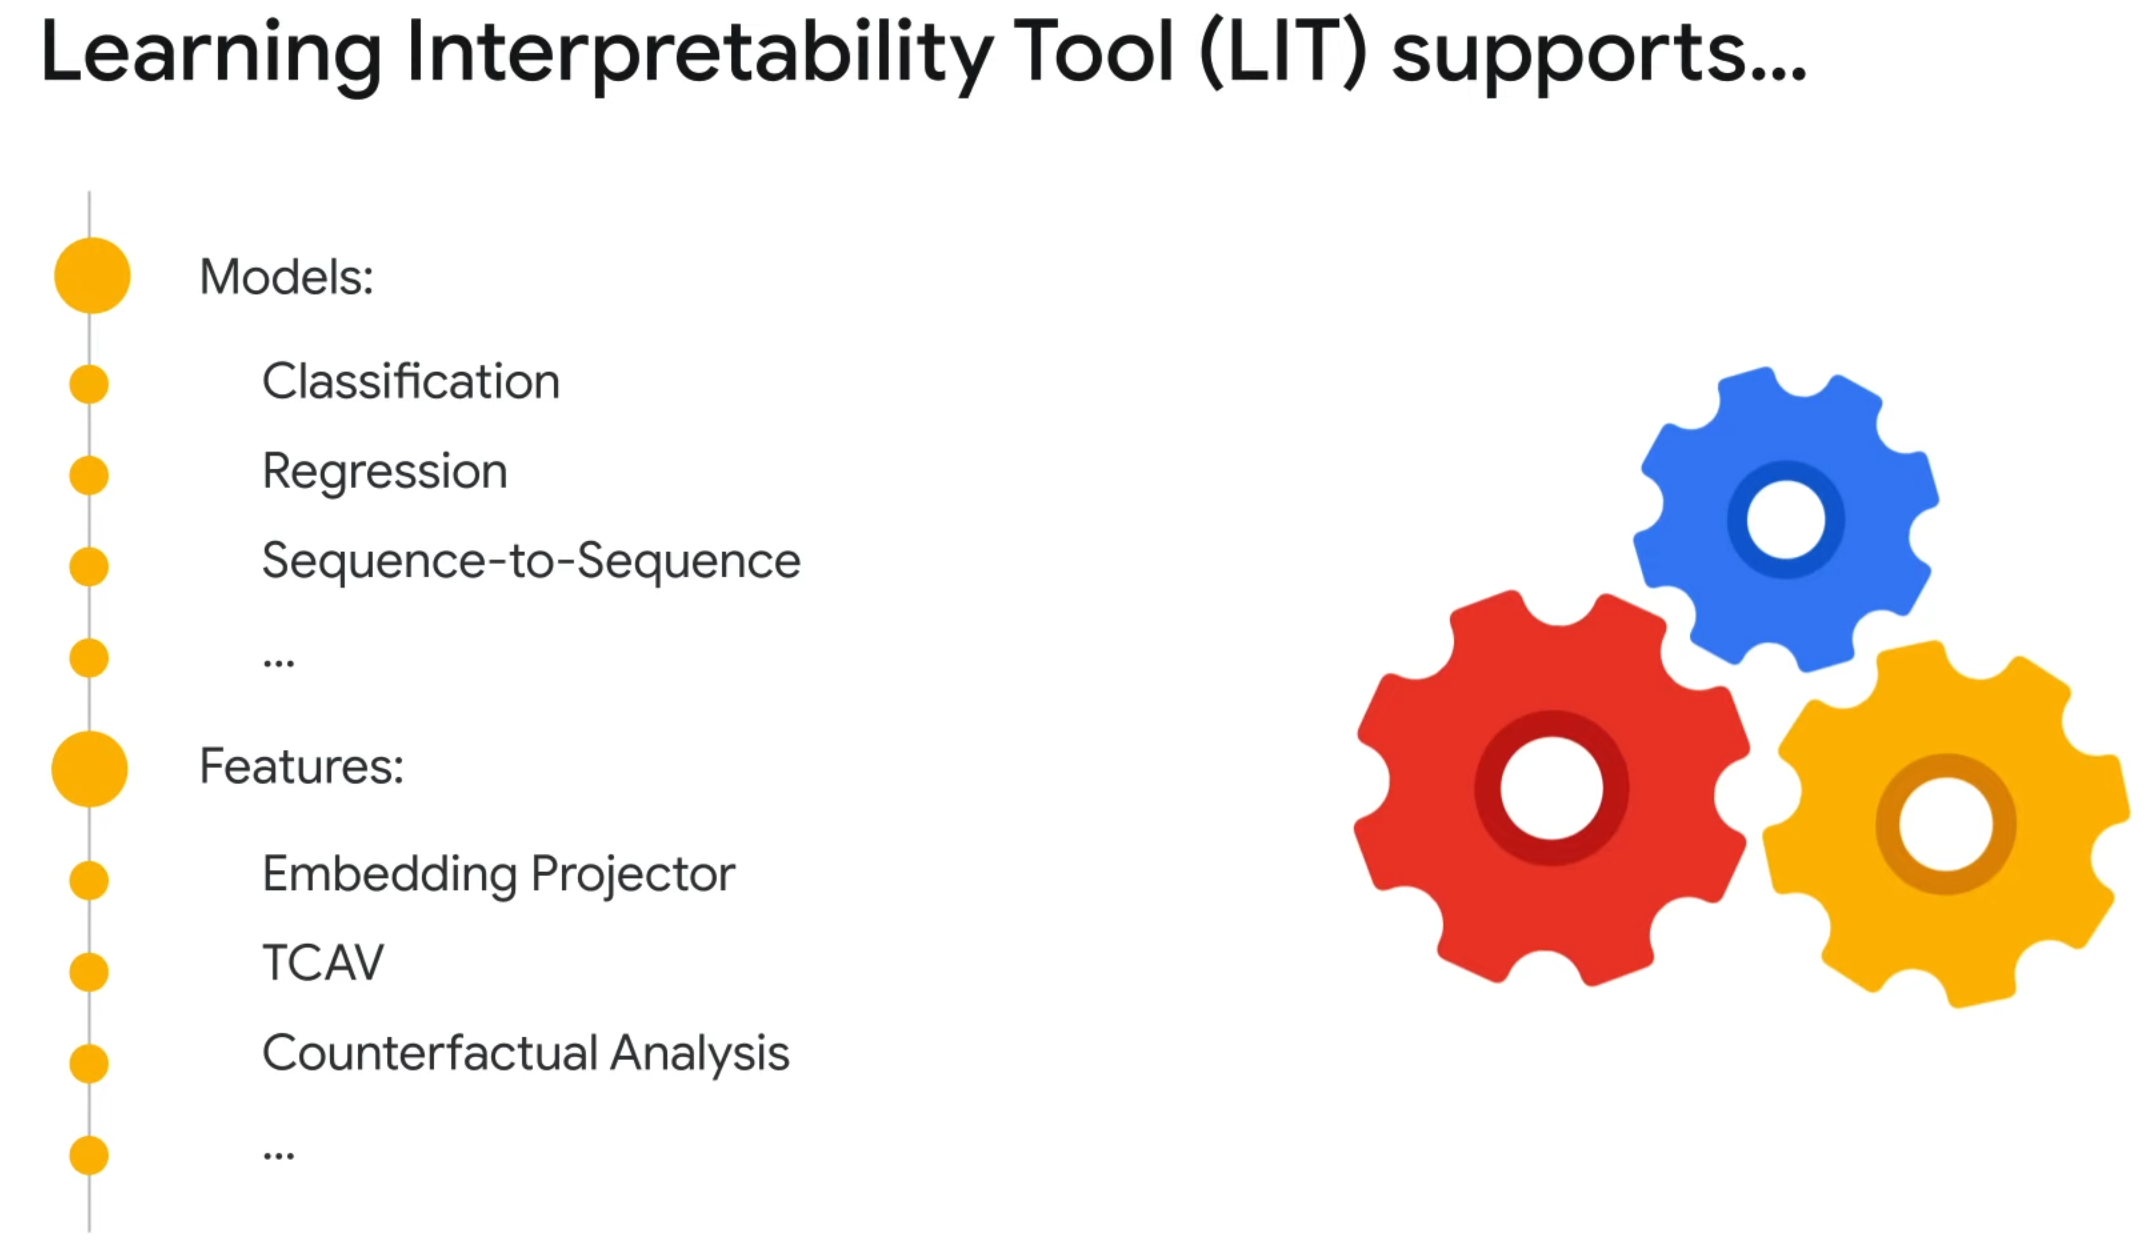 Learning Interpretability Tool (LIT) supports...
Models:
Classification
Regression
Sequence-to-Sequence
...
Features:
Embedding Projector
TCAV
Counterfactual Analysis
...